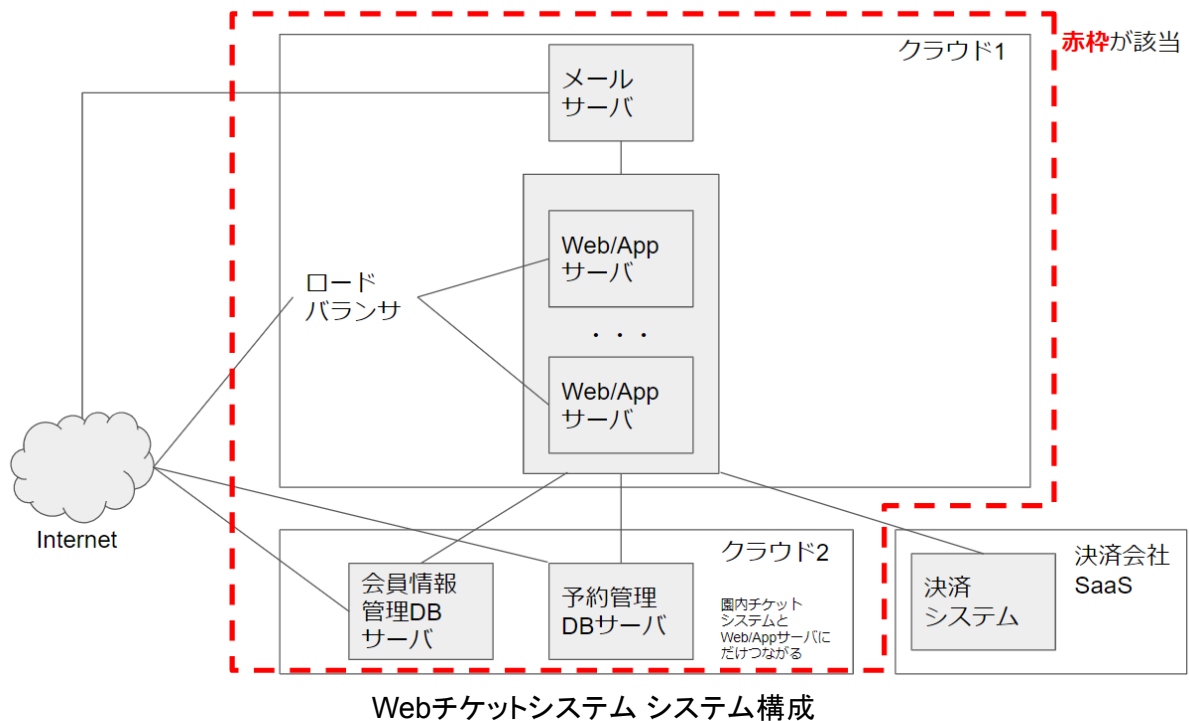 クラウド1
赤枠が該当
メール
サーバ
Web/App
サーバ
ロード
バランサ
・・・
Web/App
サーバ
Internet
クラウド2
会員情報
管理DB
サーバ
予約管理
DBサーバ
園内チケット
システムと
Web/Appサーバに
だけつながる
決済会社
SaaS
決済
システム
Webチケットシステム システム構成